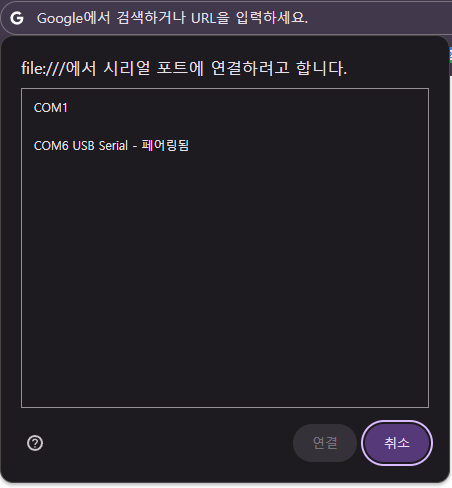 Google에서 검색하거나 URL을 입력하세요.
file:///에서 시리얼 포트에 연결하려고 합니다.
COM1
COM6 USB Serial - 페어링됨
연결
취소